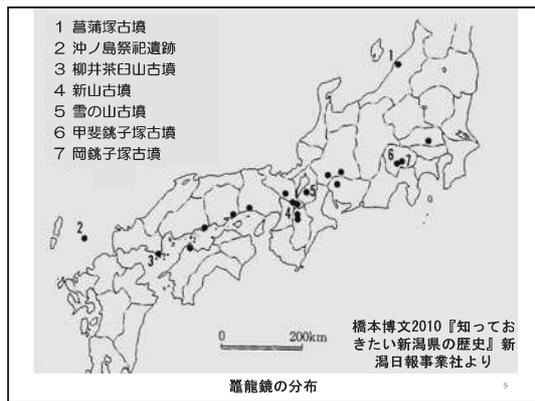 1 菖蒲塚古墳
2 沖ノ島祭祀遺跡
3 柳井茶臼山古墳
4 新山古墳
5 雪の山古墳
6 甲斐銚子塚古墳
7 岡銚子塚古墳
1
2
3
4
5
6
7
0 200km
橋本博文2010『知ってお
きたい新潟県の歴史』新
潟日報事業社より
鼉龍鏡の分布
9